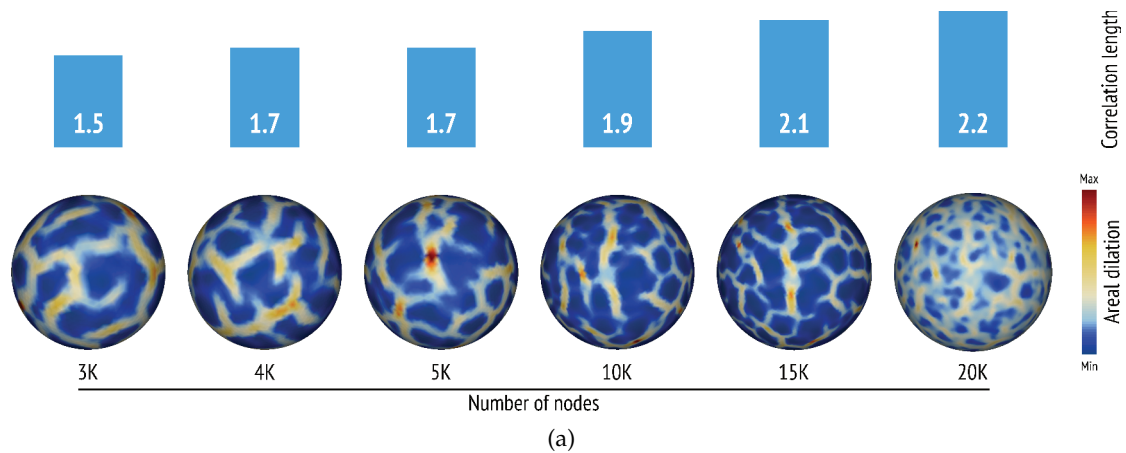 1.5 1.7 1.7 1.9 2.1 2.2
Correlation length
Max
Areal dilation
Min
3K 4K 5K 10K 15K 20K
Number of nodes
(a)